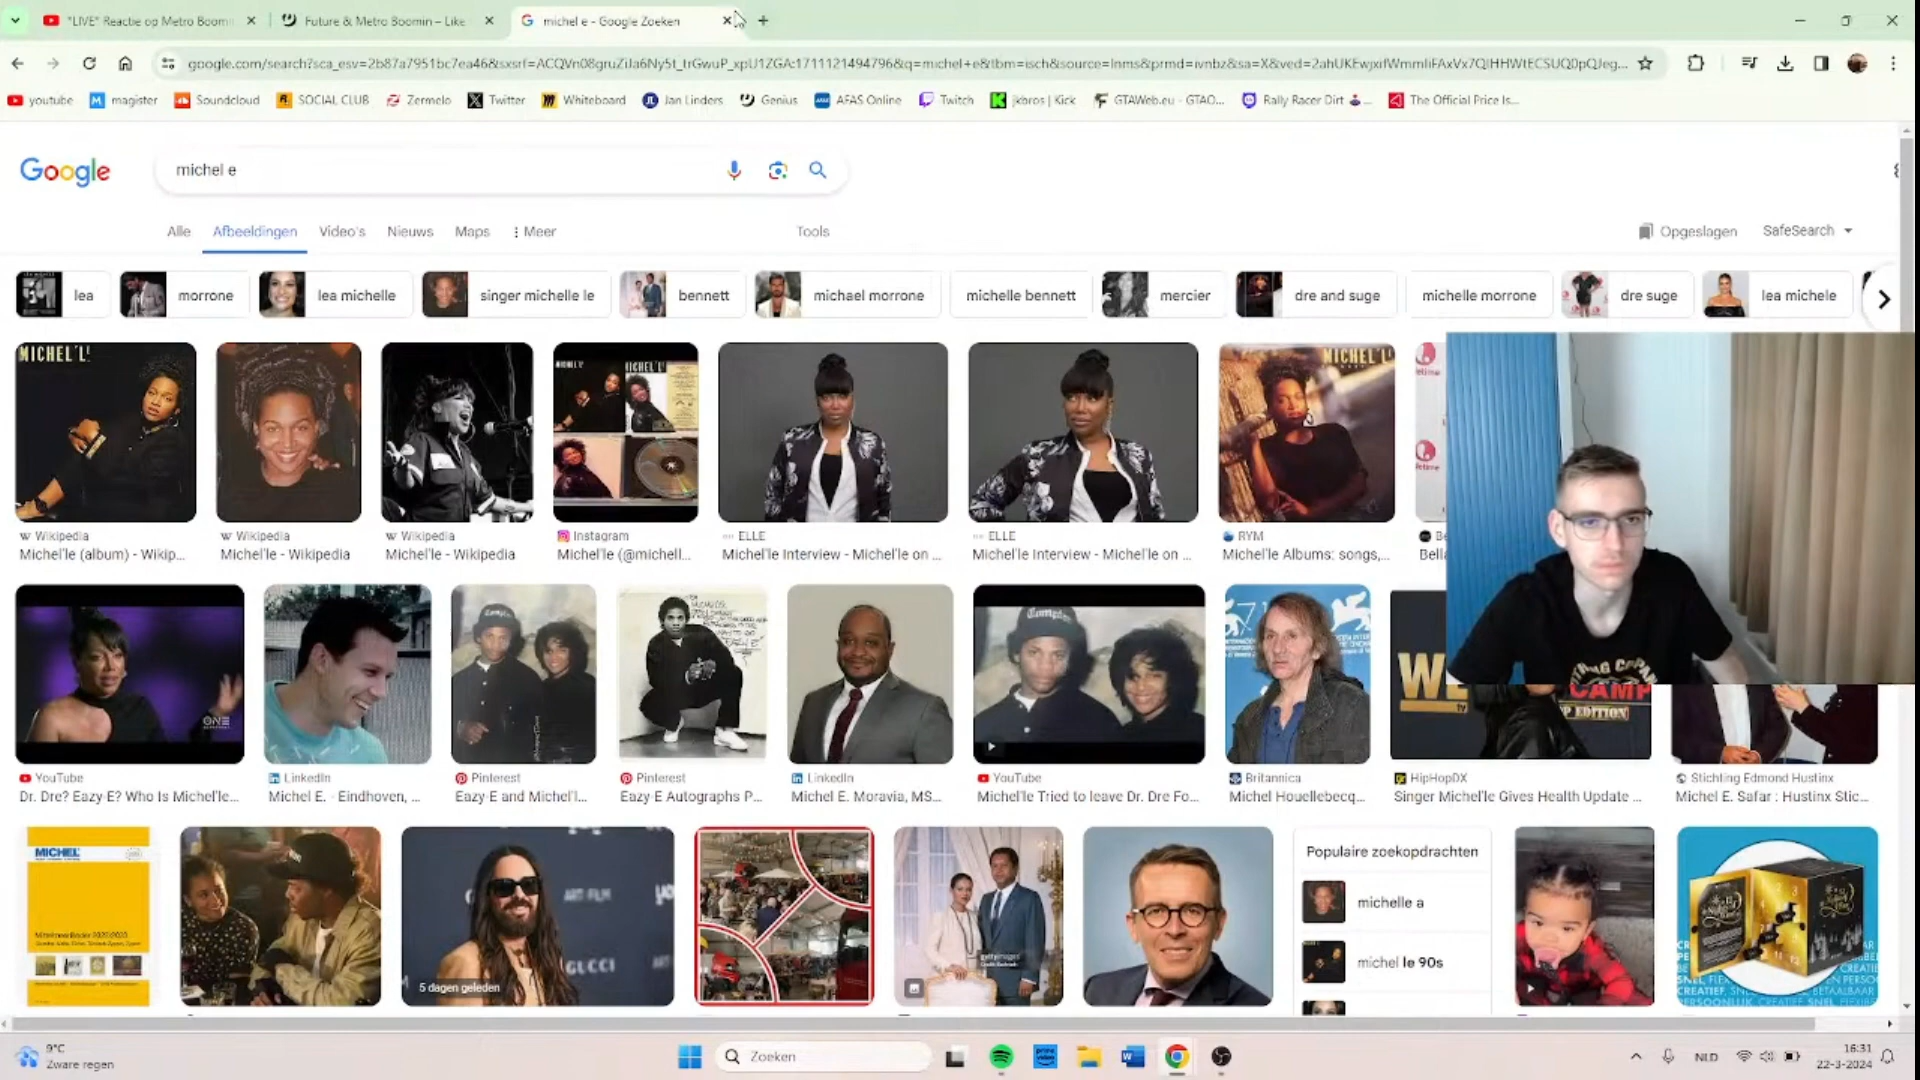 "LIVE" Reactie op Metro Boomin
Future & Metro Boomin – Like
michel e - Google Zoeken
google.com/search?sca_esv=2b87a7951bc7ea46&sxsrf=
youtube
magister
Soundcloud
SOCIAL CLUB
Zermelo
Twitter
Whiteboard
Jan Linders
Genius
AFAS Online
Twitch
jkbros | Kick
GTAWeb.eu - GTAO...
Rally Racer Dirt
The Official Price Is...
Google
michel e
Alle
Afbeeldingen
Video's
Nieuws
Maps
Meer
Tools
Opgeslagen
SafeSearch
lea
morrone
lea michelle
singer michelle le
bennett
michael morrone
michelle bennett
mercier
dre and suge
michelle morrone
dre suge
lea michele
Wikipedia
Michel'le (album) - Wikip...
Wikipedia
Michel'le - Wikipedia
Wikipedia
Michel'le - Wikipedia
Instagram
Michel'le (@michell...
ELLE
Michel'le Interview - Michel'le on ...
ELLE
Michel'le Interview - Michel'le on ...
RYM
Michel'le Albums: songs,...
YouTube
Dr. Dre? Eazy E? Who Is Michel'le...
LinkedIn
Michel E. - Eindhoven, ...
Pinterest
Eazy-E and Michel'l...
Pinterest
Eazy E Autographs P...
LinkedIn
Michel E. Moravia, MS...
YouTube
Michel'le Tried to leave Dr. Dre Fo...
Britannica
Michel Houellebecq...
HipHopDX
Singer Michel'le Gives Health Update ...
Stichting Edmond Hustinx
Michel E. Safar : Hustinx Stic...
MICHEL
5 dagen geleden
GUCCI
Populaire zoekopdrachten
michelle a
michel le 90s
9°C
Zware regen
Zoeken
NLD
16:31
22-3-2024